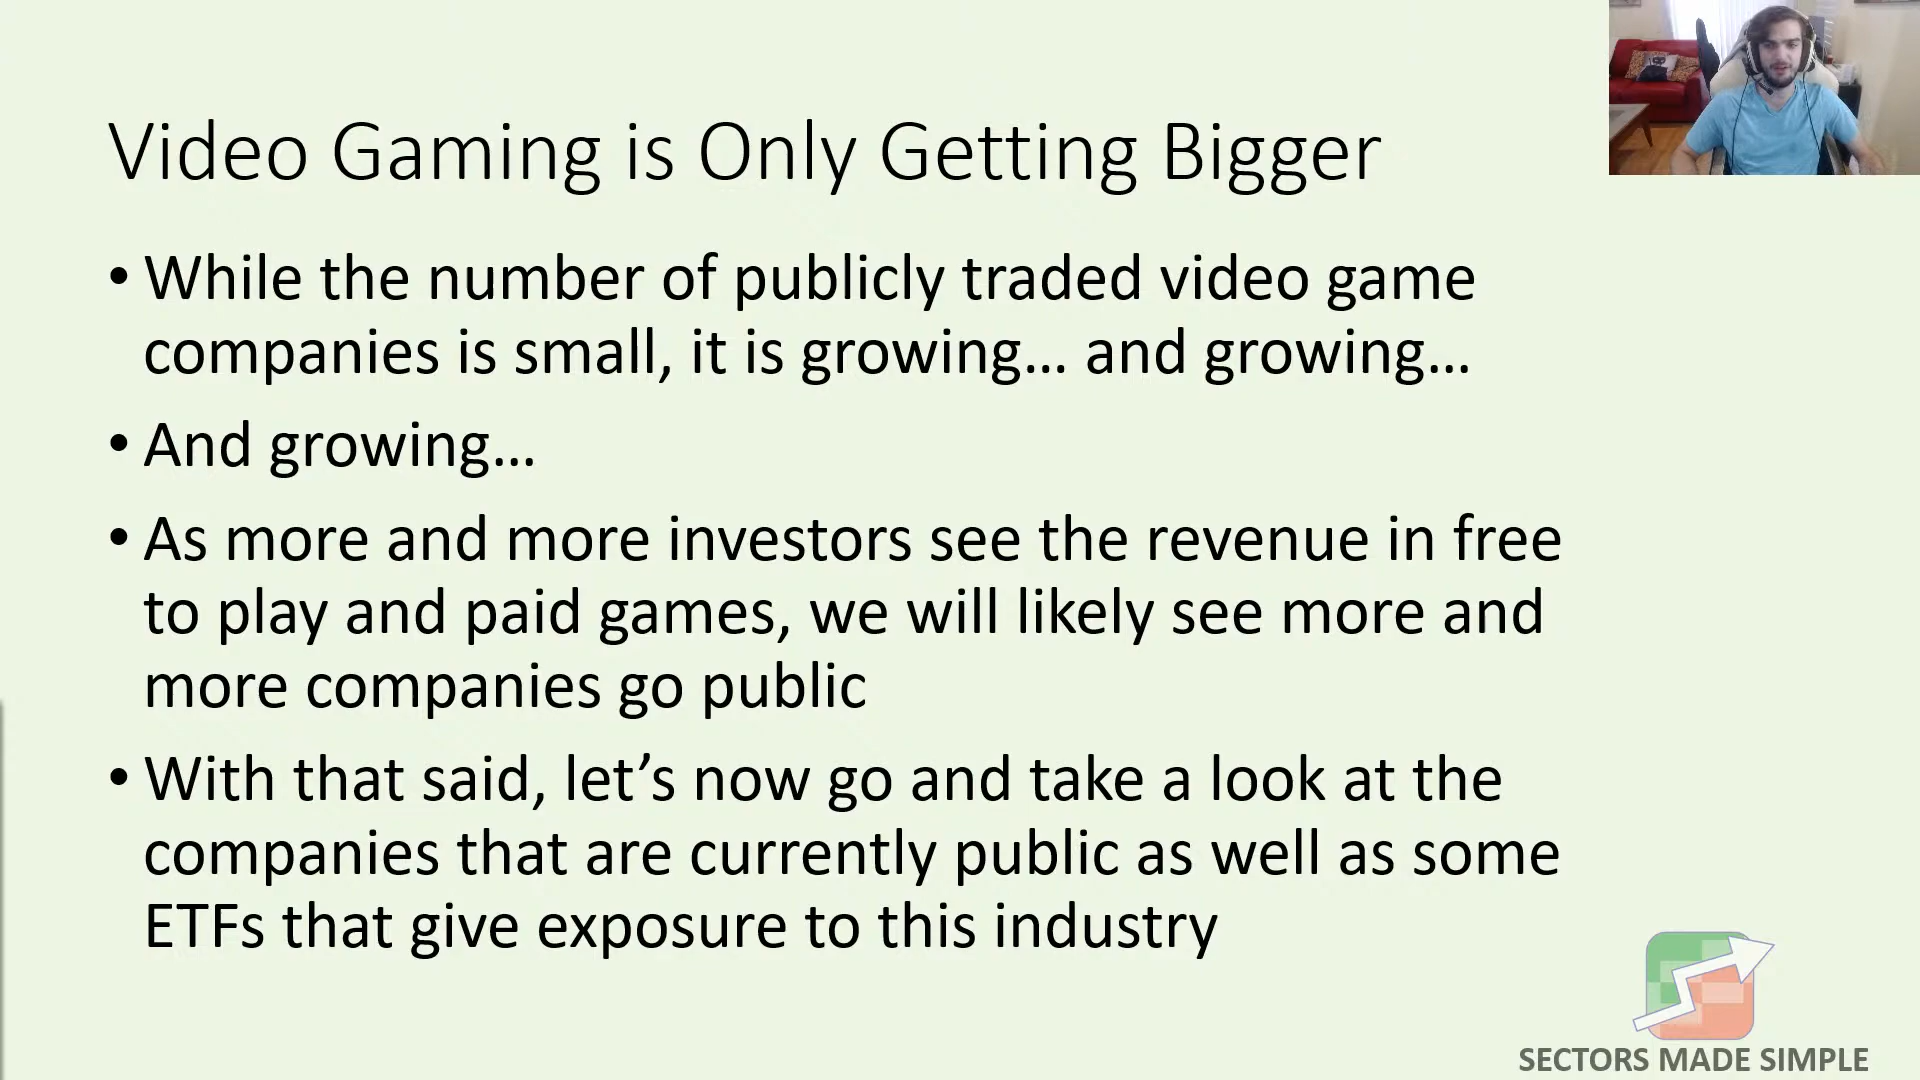 Video Gaming is Only Getting Bigger
• While the number of publicly traded video game
companies is small, it is growing… and growing…
• And growing…
• As more and more investors see the revenue in free
to play and paid games, we will likely see more and
more companies go public
• With that said, let’s now go and take a look at the
companies that are currently public as well as some
ETFs that give exposure to this industry
SECTORS MADE SIMPLE